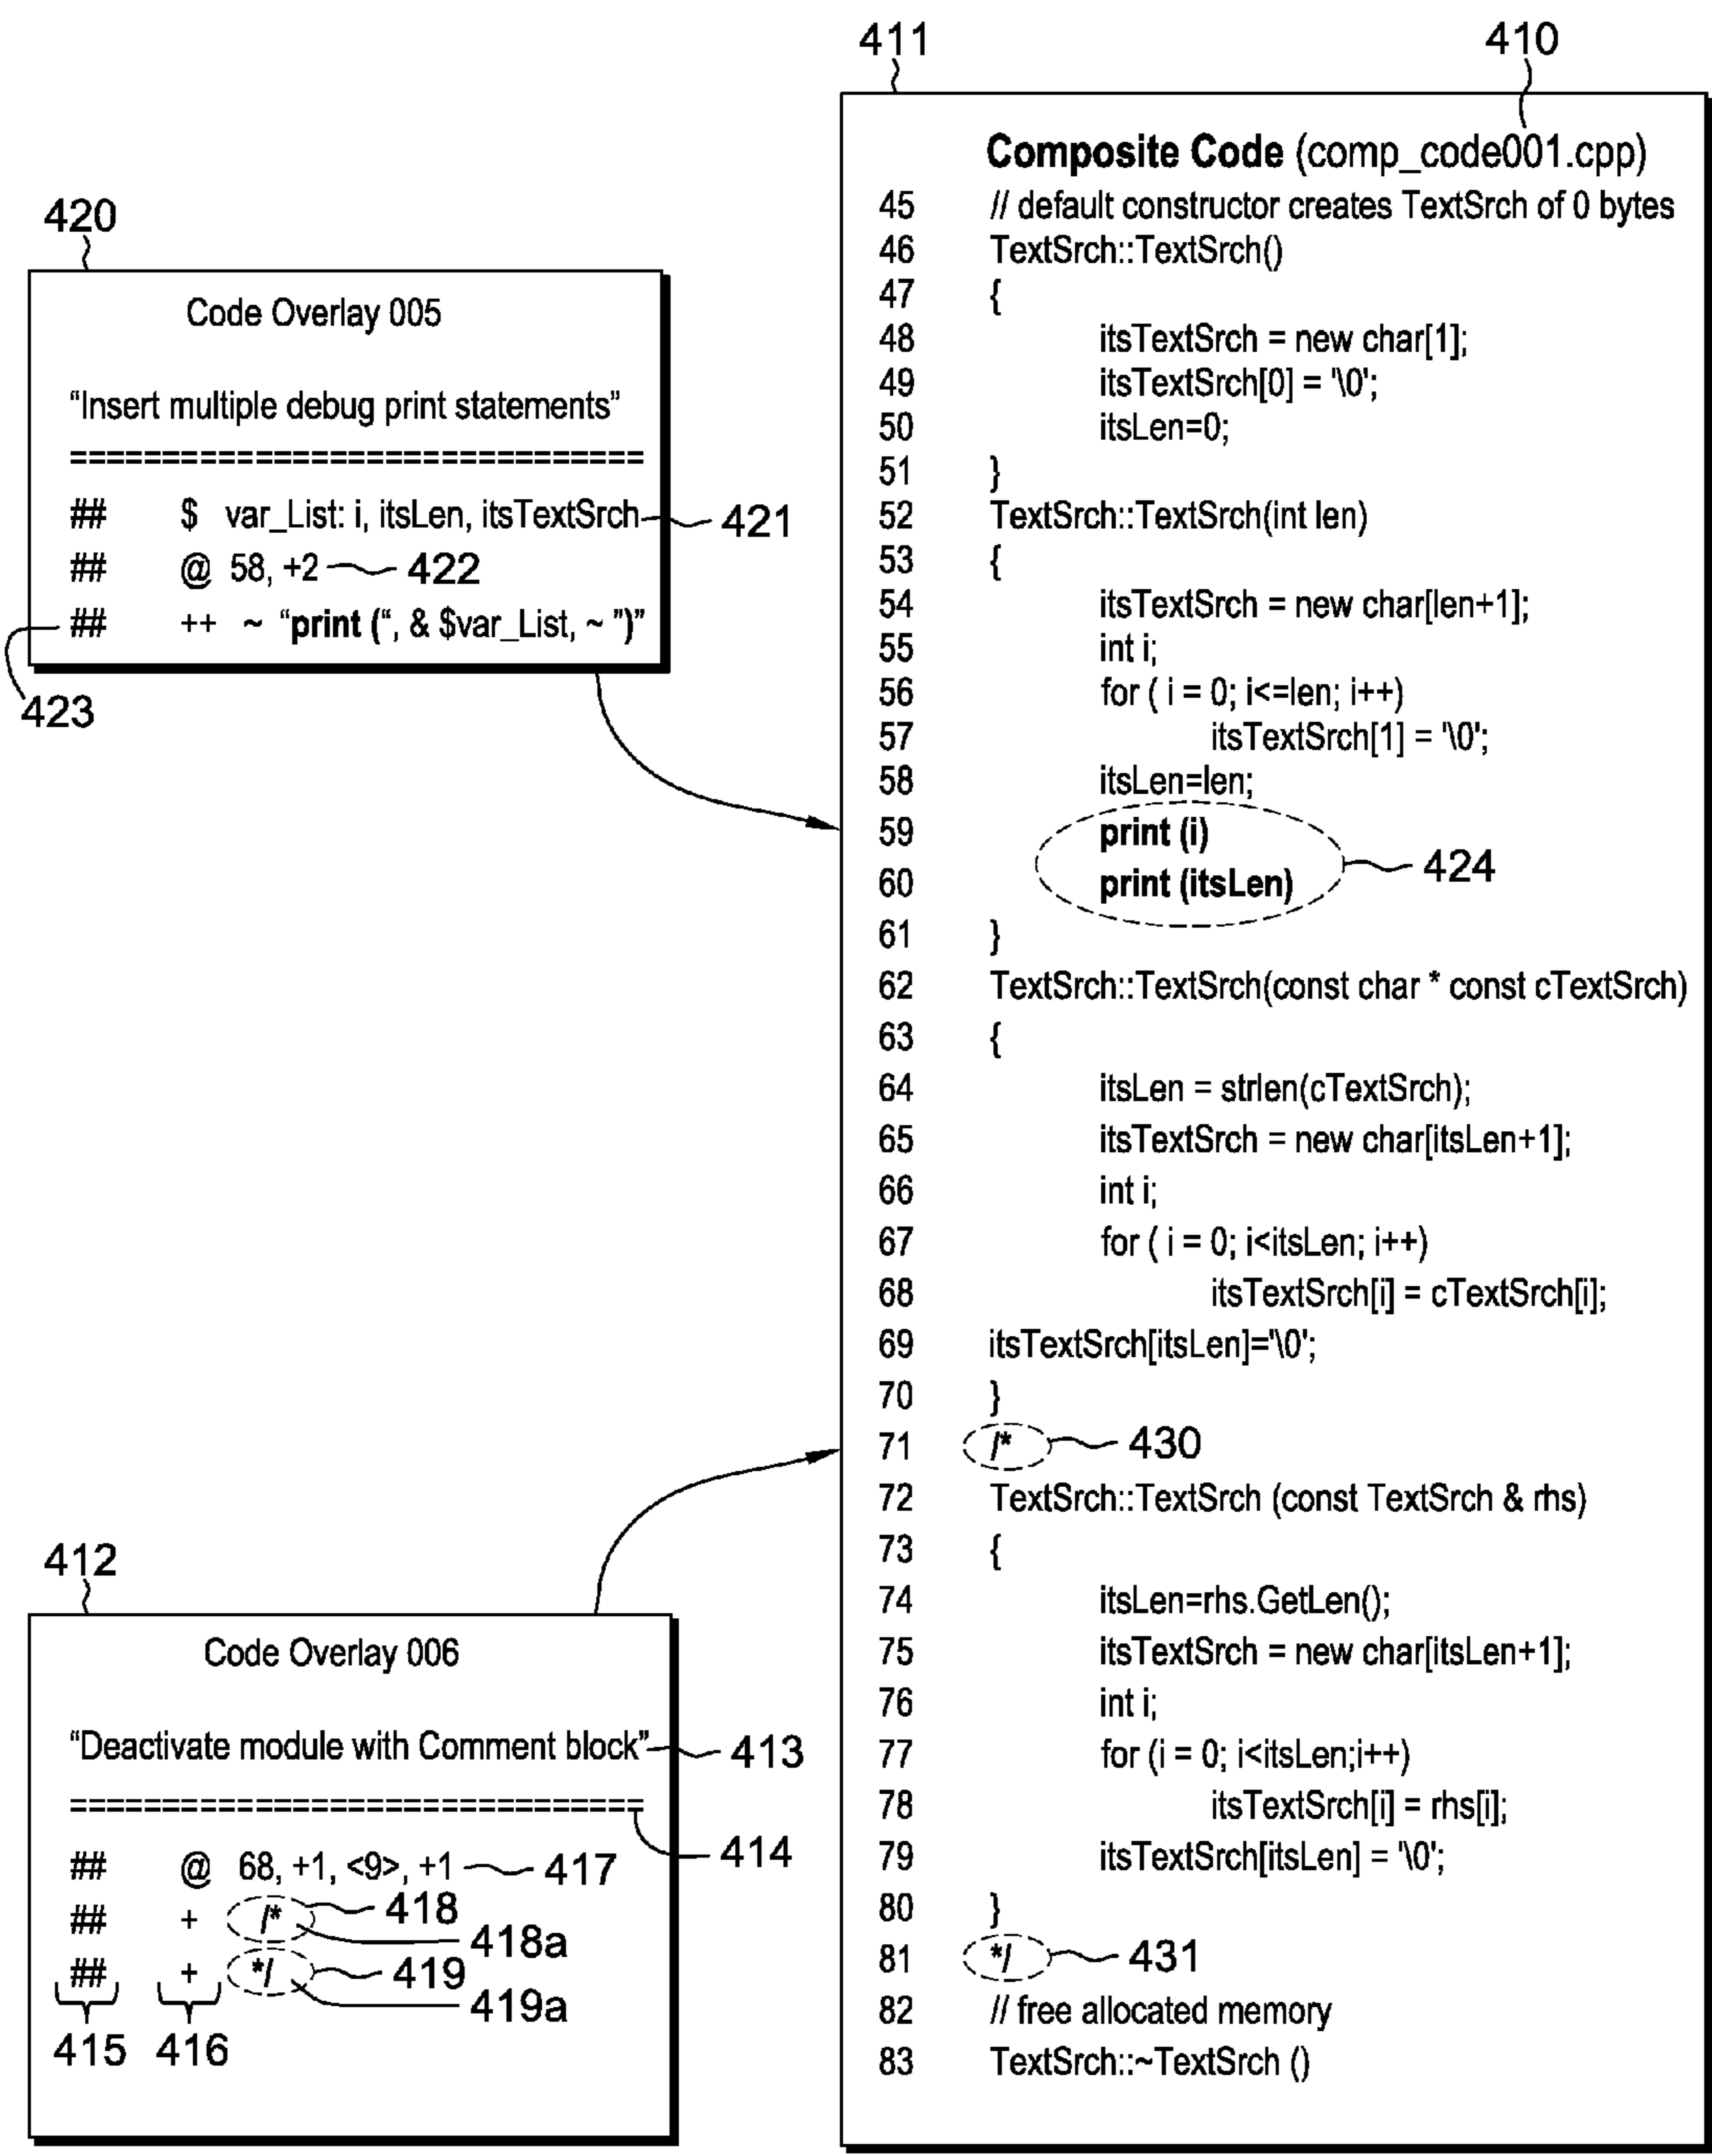 420
Code Overlay 005
“Insert multiple debug print statements”
===============================
## $ var_List: i, itsLen, itsTextSrch 421
## @ 58, +2 422
## ++ ~ “print (“, & $var_List, ~ ”)”
423
412
Code Overlay 006
“Deactivate module with Comment block” 413
===============================
414
## @ 68, +1, <9>, +1 417
## + /* 418
418a
## + */ 419
419a
415 416
411 410
Composite Code (comp_code001.cpp)
45 // default constructor creates TextSrch of 0 bytes
46 TextSrch::TextSrch()
47 {
48 itsTextSrch = new char[1];
49 itsTextSrch[0] = '\0';
50 itsLen=0;
51 }
52 TextSrch::TextSrch(int len)
53 {
54 itsTextSrch = new char[len+1];
55 int i;
56 for ( i = 0; i<=len; i++)
57 itsTextSrch[1] = '\0';
58 itsLen=len;
59 print (i)
424
60 print (itsLen)
61 }
62 TextSrch::TextSrch(const char * const cTextSrch)
63 {
64 itsLen = strlen(cTextSrch);
65 itsTextSrch = new char[itsLen+1];
66 int i;
67 for ( i = 0; i<itsLen; i++)
68 itsTextSrch[i] = cTextSrch[i];
69 itsTextSrch[itsLen]='\0';
70 }
71 /* 430
72 TextSrch::TextSrch (const TextSrch & rhs)
73 {
74 itsLen=rhs.GetLen();
75 itsTextSrch = new char[itsLen+1];
76 int i;
77 for (i = 0; i<itsLen;i++)
78 itsTextSrch[i] = rhs[i];
79 itsTextSrch[itsLen] = '\0';
80 }
81 */ 431
82 // free allocated memory
83 TextSrch::~TextSrch ()